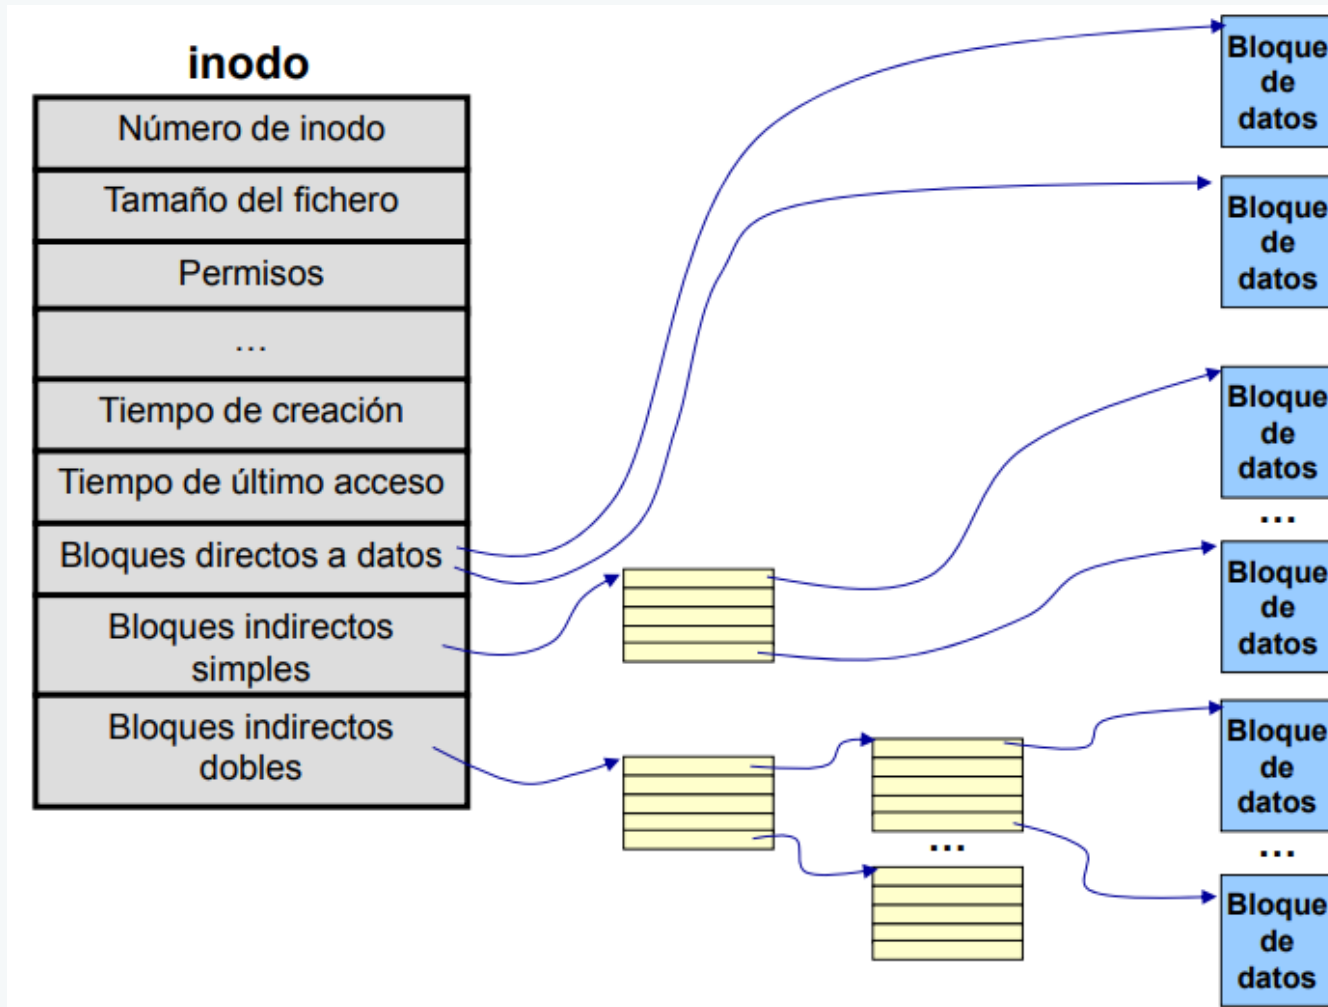 inodo
Número de inodo
Tamaño del fichero
Permisos
...
Tiempo de creación
Tiempo de último acceso
Bloques directos a datos
Bloques indirectos
simples
Bloques indirectos
dobles
Bloque
de
datos
Bloque
de
datos
Bloque
de
datos
...
Bloque
de
datos
Bloque
de
datos
...
...
Bloque
de
datos